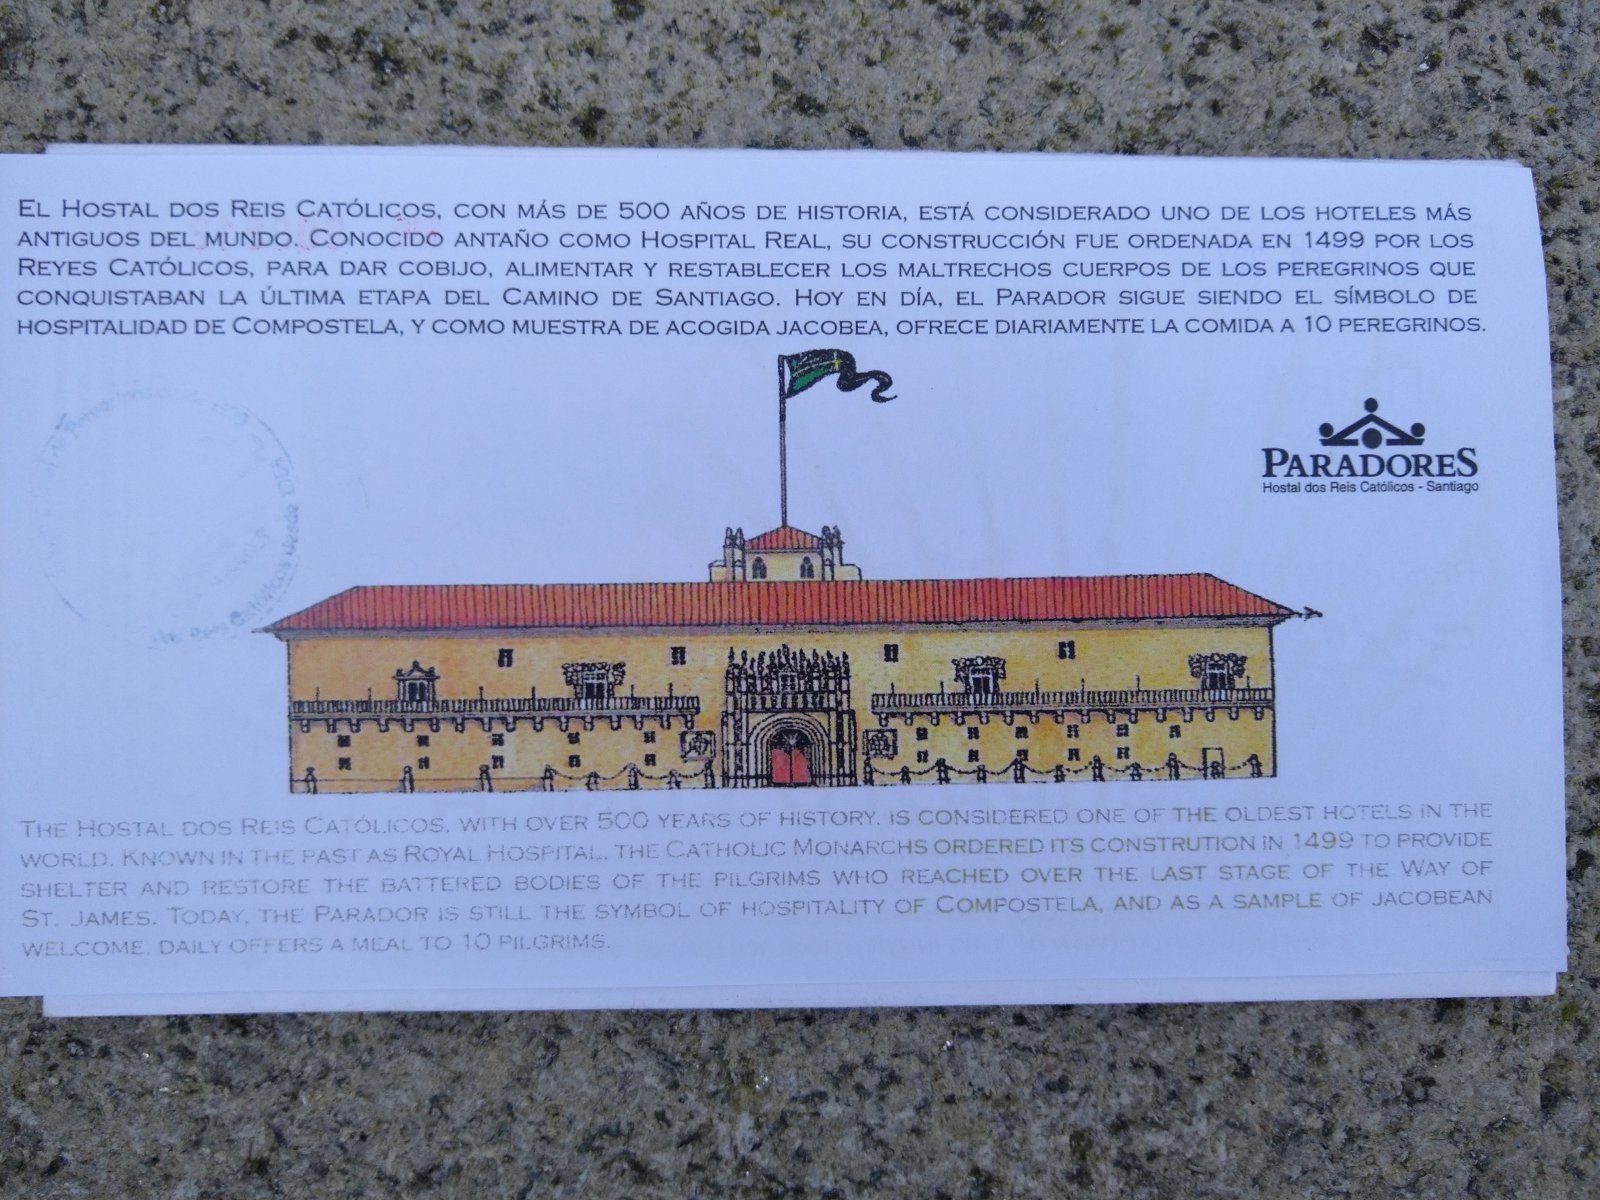 El Hostal dos Reis Católicos, con más de 500 años de historia, está considerado uno de los hoteles más
antiguos del mundo. Conocido antaño como Hospital Real, su construcción fue ordenada en 1499 por los
Reyes Católicos, para dar cobijo, alimentar y restablecer los maltrechos cuerpos de los peregrinos que
conquistaban la última etapa del Camino de Santiago. Hoy en día, el Parador sigue siendo el símbolo de
hospitalidad de Compostela, y como muestra de acogida jacobea, ofrece diariamente la comida a 10 peregrinos.
PARADORES
Hostal dos Reis Católicos - Santiago
The Hostal dos Reis Católicos, with over 500 years of history, is considered one of the oldest hotels in the
world. Known in the past as Royal Hospital, the Catholic Monarchs ordered its constrution in 1499 to provide
shelter and restore the battered bodies of the pilgrims who reached over the last stage of the Way of
St. James. Today, the Parador is still the symbol of hospitality of Compostela, and as a sample of jacobean
welcome, daily offers a meal to 10 pilgrims.